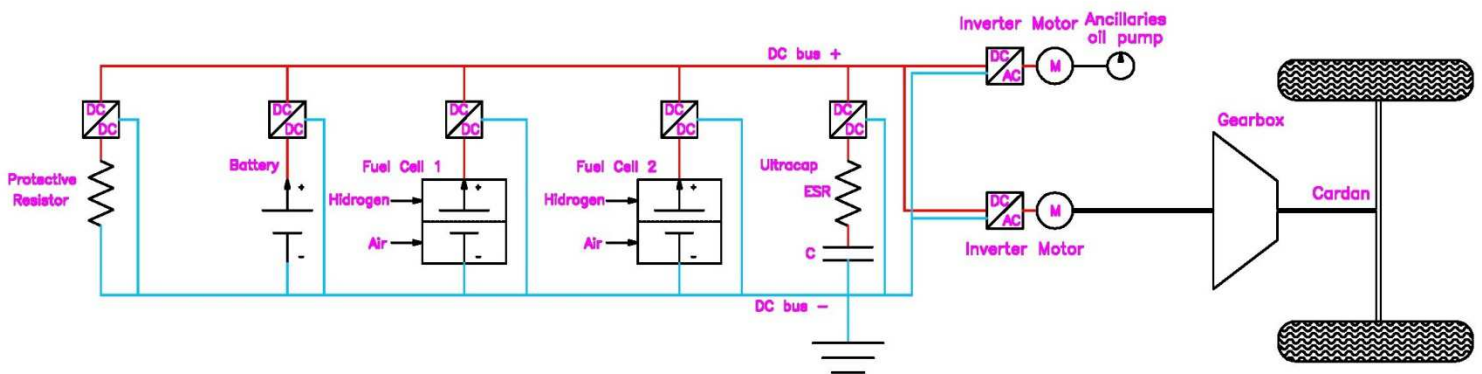 Inverter Motor
Ancillaries
oil pump
DC bus +
DC
AC
M
DC
DC
DC
DC
DC
DC
DC
DC
DC
DC
Gearbox
Battery
Fuel Cell 1
Fuel Cell 2
Ultracap
ESR
Protective
Resistor
+
Hidrogen
+
Hidrogen
+
DC
AC
M
Cardan
Air
Air
-
-
-
C
Inverter Motor
DC bus -